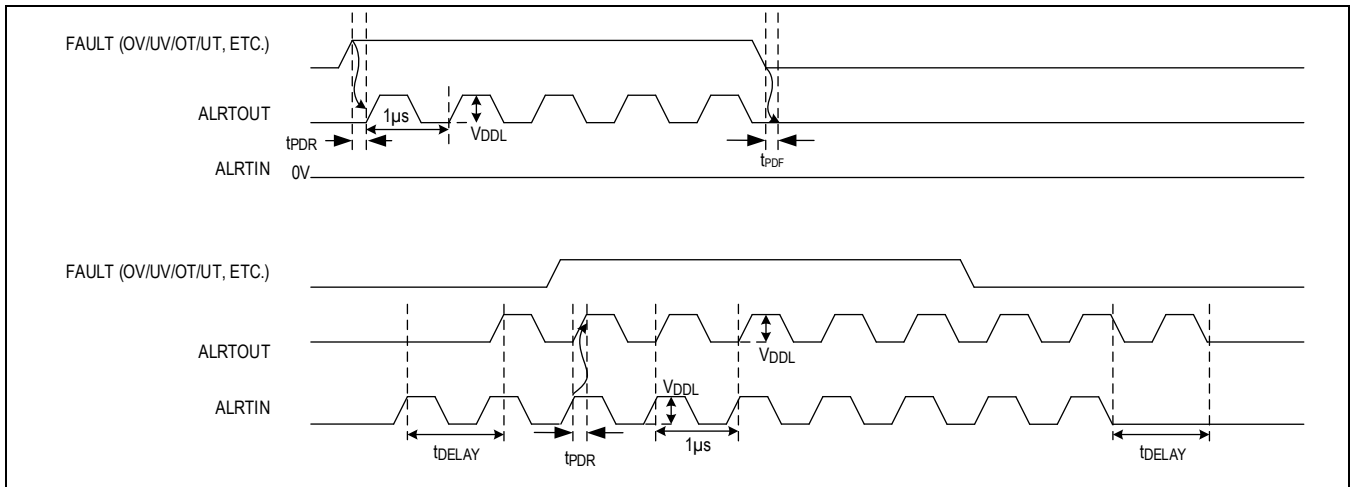 FAULT (OV/UV/OT/UT, ETC.)
ALRTOUT
1µs
VDDL
tPDR
tPDF
ALRTIN
0V
FAULT (OV/UV/OT/UT, ETC.)
ALRTOUT
VDDL
ALRTIN
VDDL
tDELAY
tPDR
1µs
tDELAY